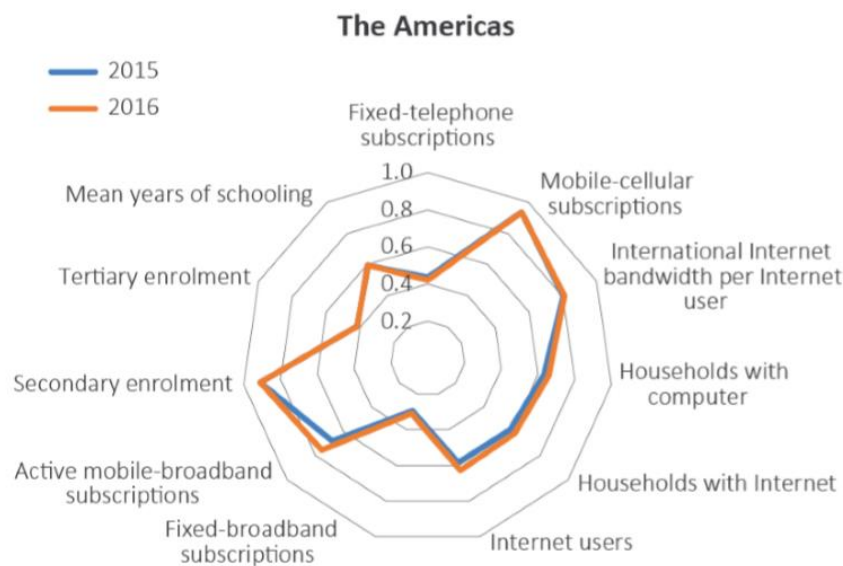 The Americas
2015
2016
Fixed-telephone
subscriptions
1.0
0.8
0.6
0.4
0.2
Mobile-cellular
subscriptions
International Internet
bandwidth per Internet
user
Households with
computer
Households with Internet
Internet users
Fixed-broadband
subscriptions
Active mobile-broadband
subscriptions
Secondary enrolment
Tertiary enrolment
Mean years of schooling